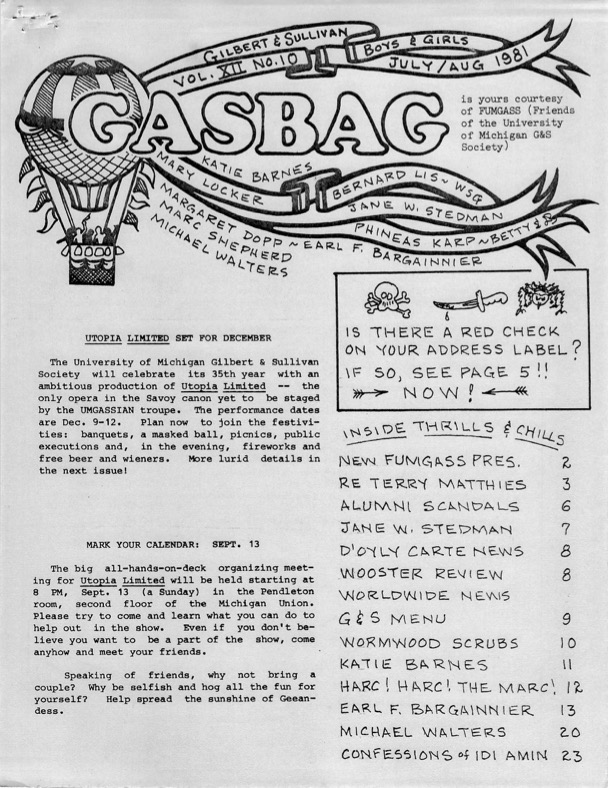 GILBERT & SULLIVAN BOYS & GIRLS
VOL. XII NO. 10 JULY/AUG 1981
GASBAG
is yours courtesy
of FUMGASS (Friends
of the University
of Michigan G&S
Society)
KATIE BARNES
MARY LOCKER
BERNARD LIS ~ WSG
JANE W. STEDMAN
PHINEAS KARP ~ BETTY &
MARGARET DOPP ~ EARL F. BARGAINNIER
MARC SHEPHERD
MICHAEL WALTERS
IS THERE A RED CHECK
ON YOUR ADDRESS LABEL?
IF SO, SEE PAGE 5!!
NOW!
UTOPIA LIMITED SET FOR DECEMBER
The University of Michigan Gilbert & Sullivan
Society will celebrate its 35th year with an
ambitious production of Utopia Limited -- the
only opera in the Savoy canon yet to be staged
by the UMGASSIAN troupe. The performance dates
are Dec. 9-12. Plan now to join the festivi-
ties: banquets, a masked ball, picnics, public
executions and, in the evening, fireworks and
free beer and wieners. More lurid details in
the next issue!
MARK YOUR CALENDAR: SEPT. 13
The big all-hands-on-deck organizing meet-
ing for Utopia Limited will be held starting at
8 PM, Sept. 13 (a Sunday) in the Pendleton
room, second floor of the Michigan Union.
Please try to come and learn what you can do to
help out in the show. Even if you don't be-
lieve you want to be a part of the show, come
anyhow and meet your friends.
Speaking of friends, why not bring a
couple? Why be selfish and hog all the fun for
yourself? Help spread the sunshine of Geean-
dess.
INSIDE THRILLS & CHILLS
NEW FUMGASS PRES. 2
RE TERRY MATTHIES 3
ALUMNI SCANDALS 6
JANE W. STEDMAN 7
D'OYLY CARTE NEWS 8
WOOSTER REVIEW 8
WORLDWIDE NEWS
G&S MENU 9
WORMWOOD SCRUBS 10
KATIE BARNES 11
HARC! HARC! THE MARC! 12
EARL F. BARGAINNIER 13
MICHAEL WALTERS 20
CONFESSIONS of IDI AMIN 23